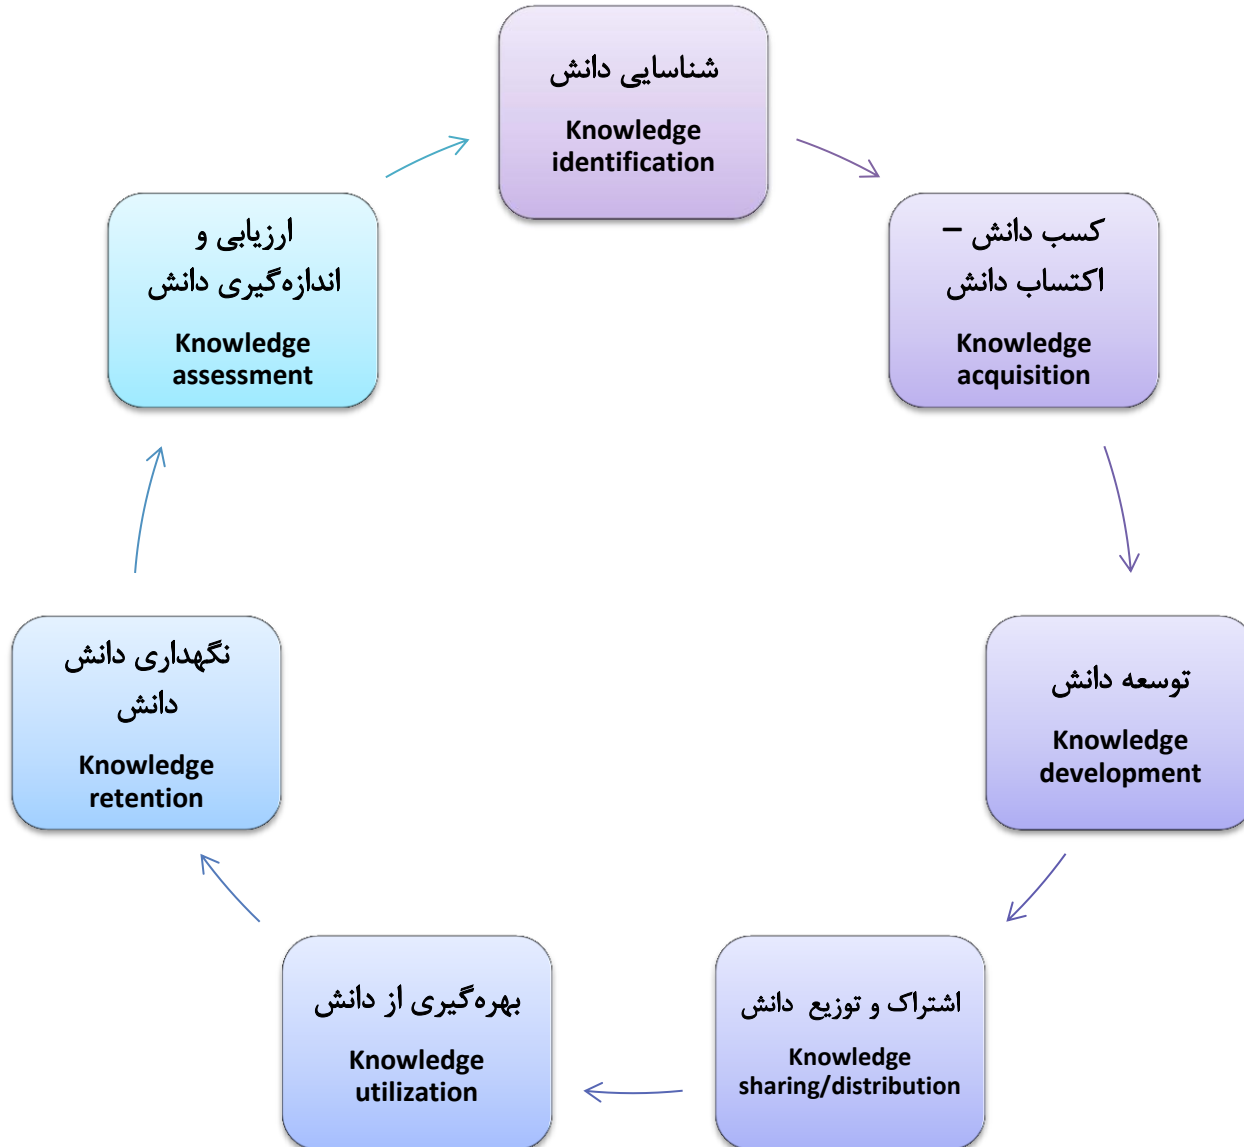 شناسایی دانش
Knowledge
identification
کسب دانش –
اکتساب دانش
Knowledge
acquisition
توسعه دانش
Knowledge
development
اشتراک و توزیع دانش
Knowledge
sharing/distribution
بهره‌گیری از دانش
Knowledge
utilization
نگهداری دانش
دانش
Knowledge
retention
ارزیابی و
اندازه‌گیری دانش
Knowledge
assessment